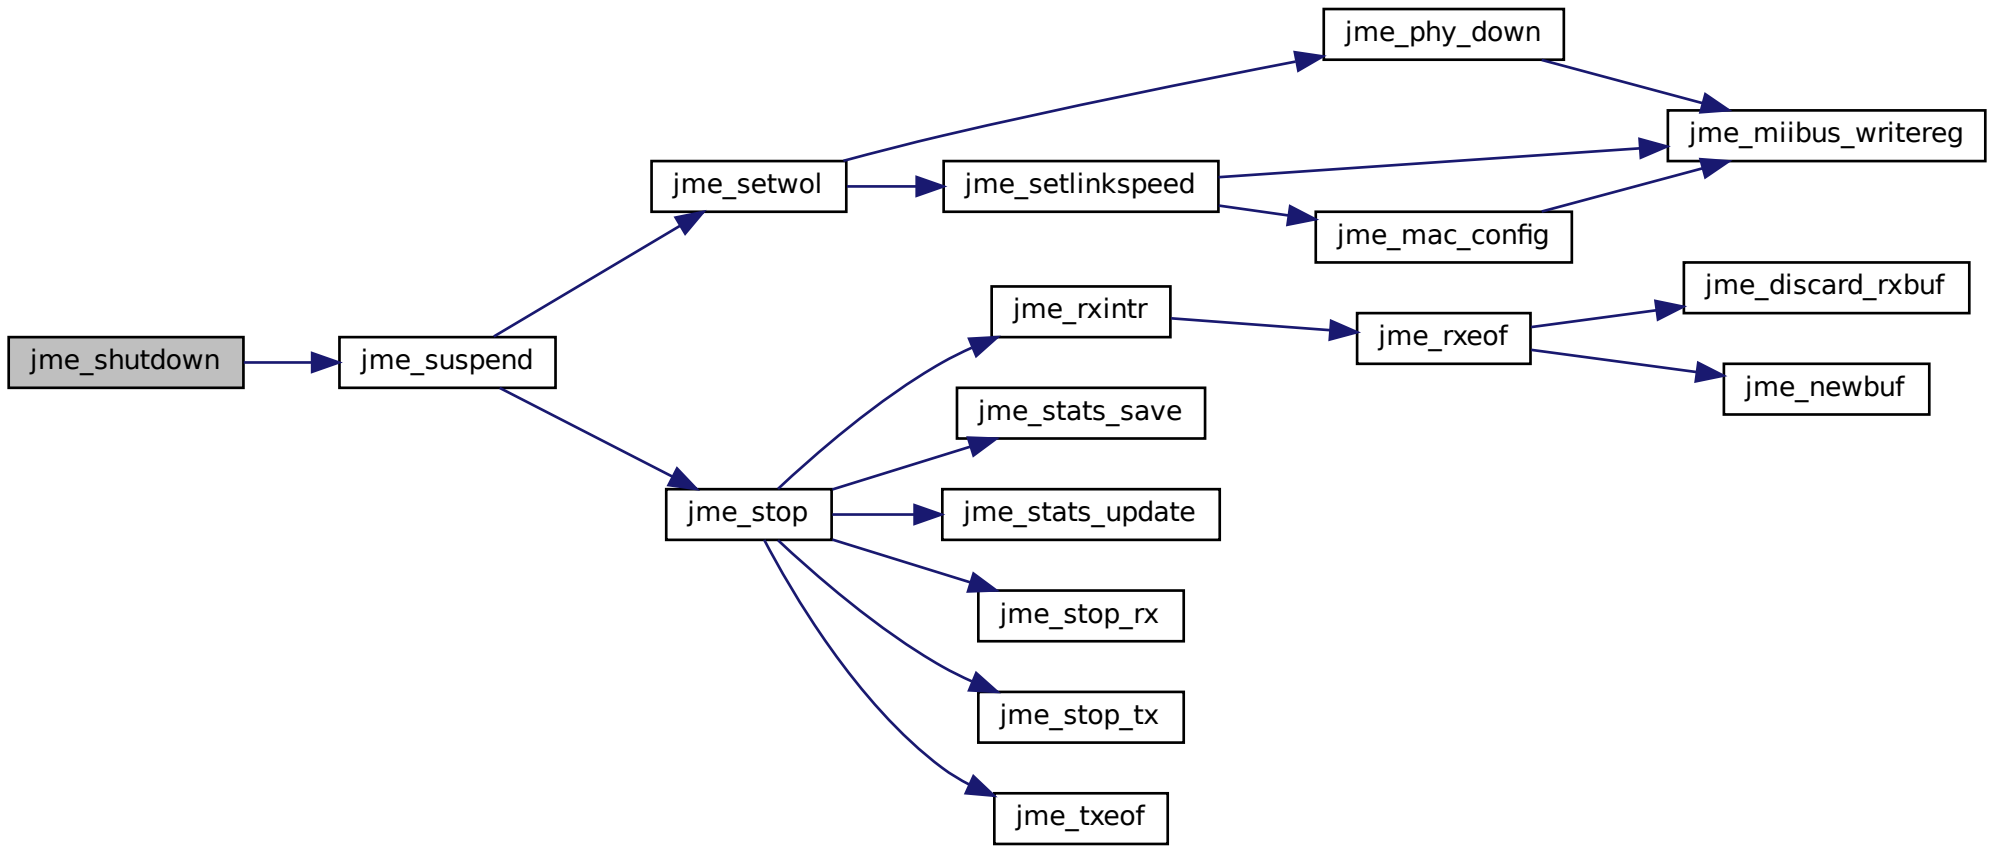 jme_shutdown
jme_suspend
jme_setwol
jme_phy_down
jme_miibus_writereg
jme_setlinkspeed
jme_mac_config
jme_stop
jme_rxintr
jme_rxeof
jme_discard_rxbuf
jme_newbuf
jme_stats_save
jme_stats_update
jme_stop_rx
jme_stop_tx
jme_txeof